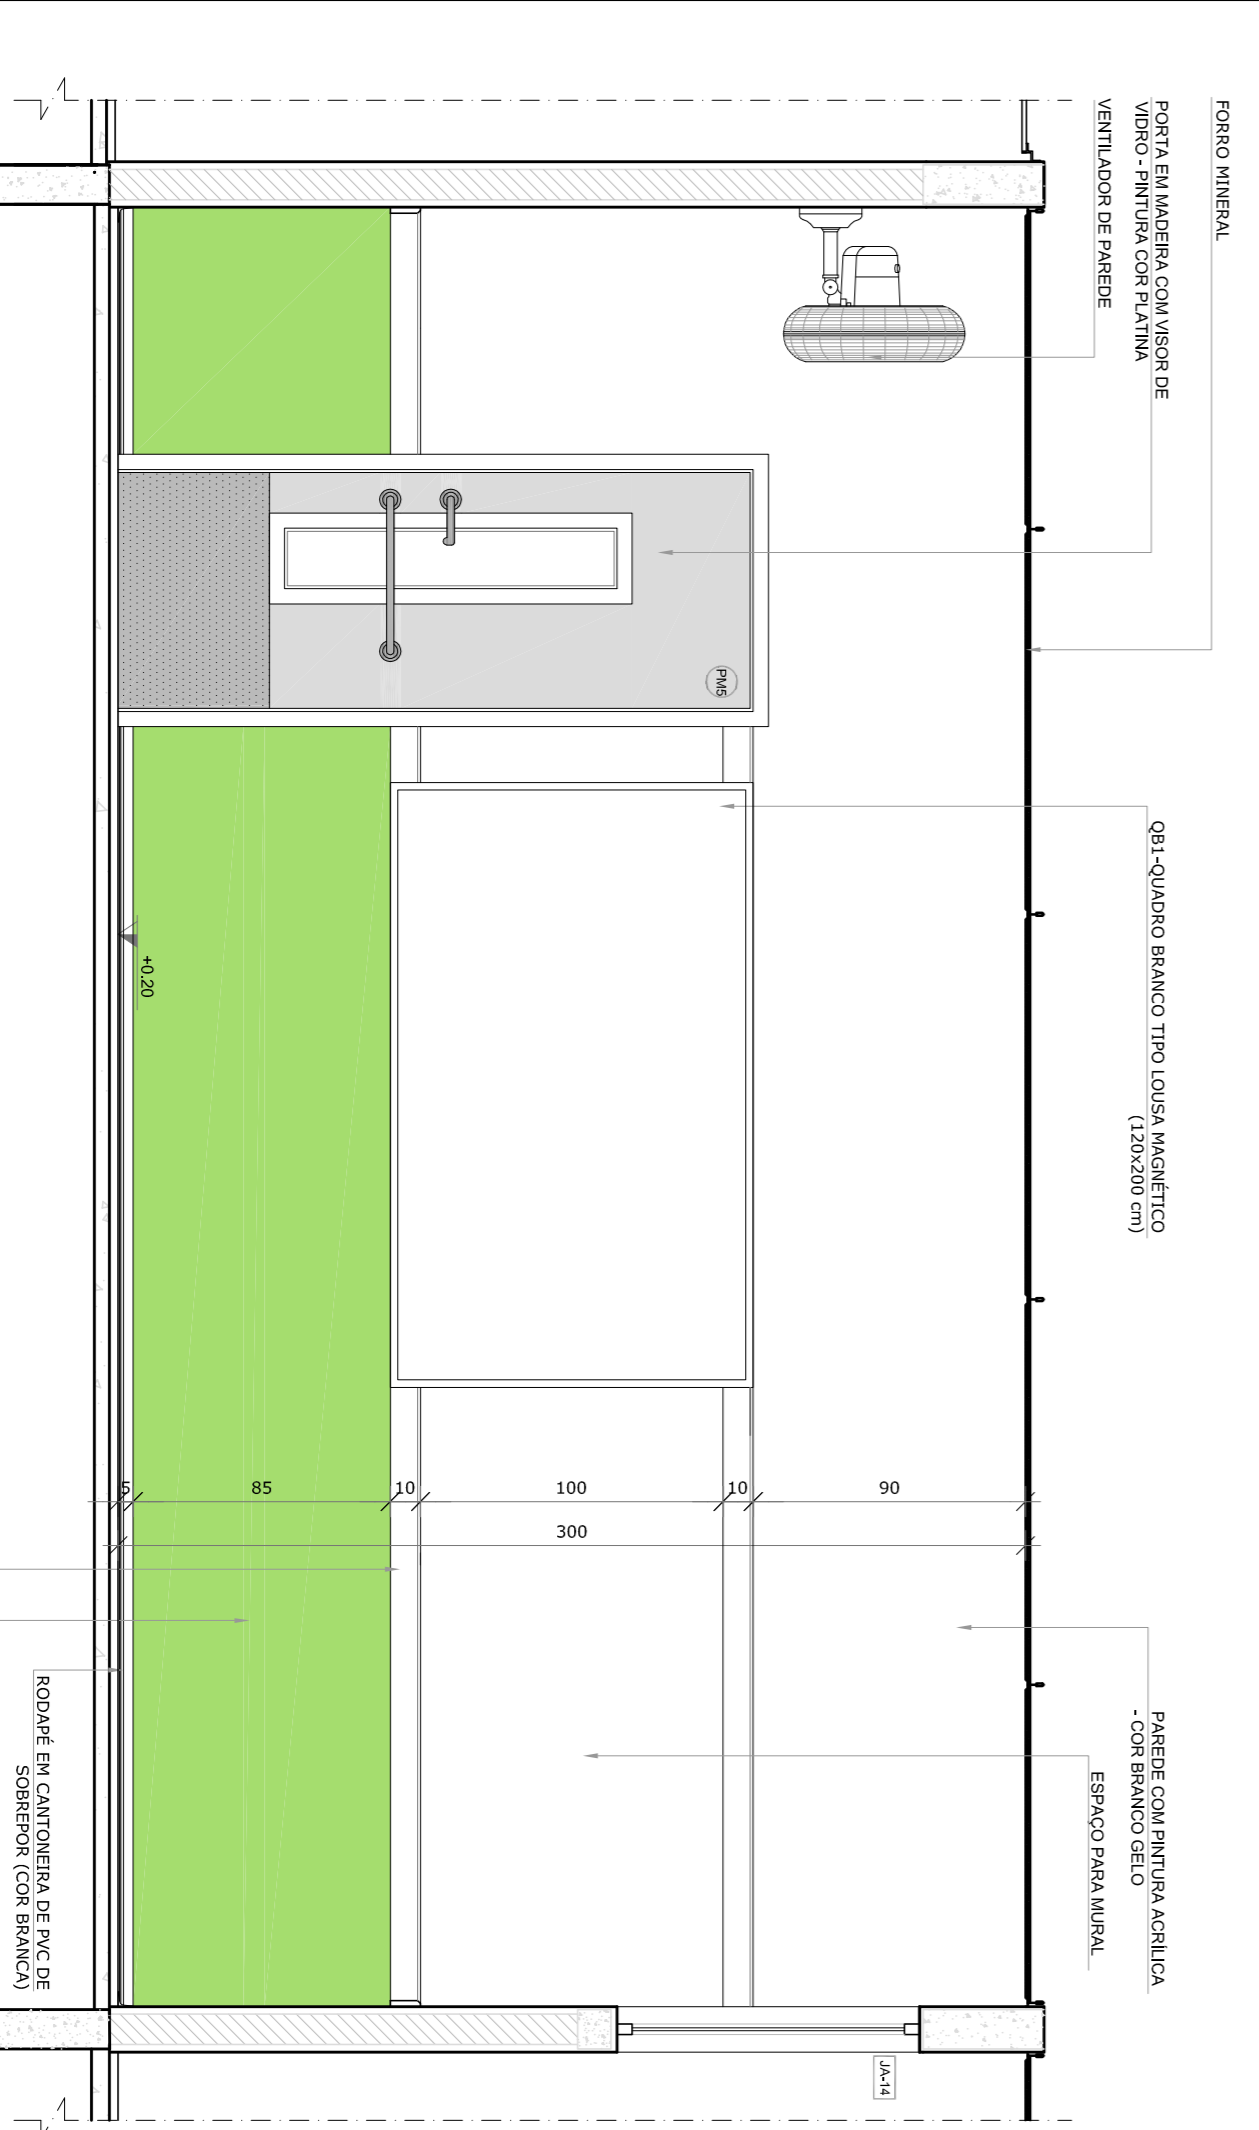 FORRO MINERAL
PORTA EM MADEIRA COM VISOR DE
VIDRO - PINTURA COR PLATINA
VENTILADOR DE PAREDE
QB1-QUADRO BRANCO TIPO LOUSA MAGNÉTICO
(120x200 cm)
PAREDE COM PINTURA ACRÍLICA
- COR BRANCO GELO
ESPAÇO PARA MURAL
PM5
+0.20
5
85
10
100
10
90
300
RODAPÉ EM CANTONEIRA DE PVC DE
SOBREPOR (COR BRANCA)
JA-14